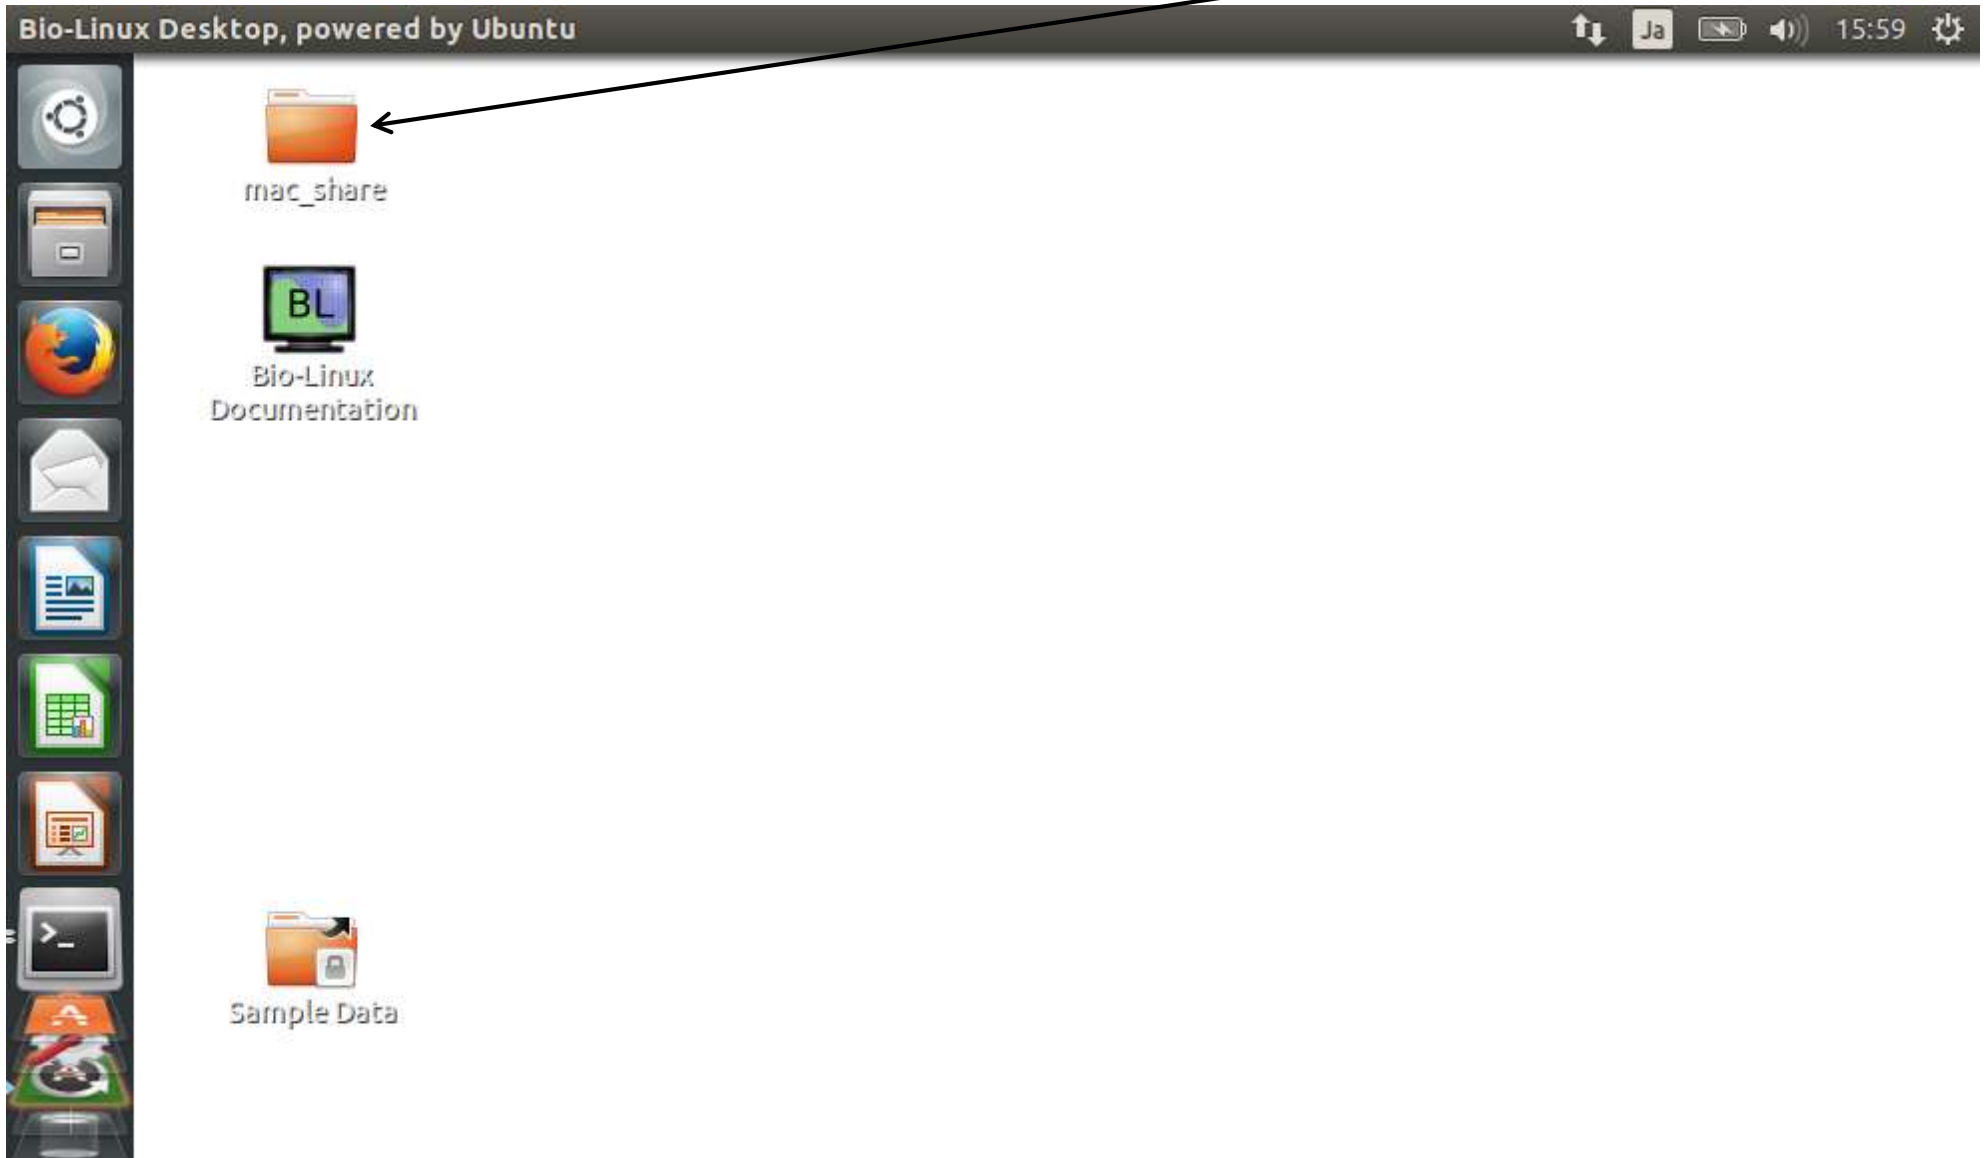 Bio-Linux Desktop, powered by Ubuntu
Ja
15:59
mac_share
BL
Bio-Linux
Documentation
>_
Sample Data